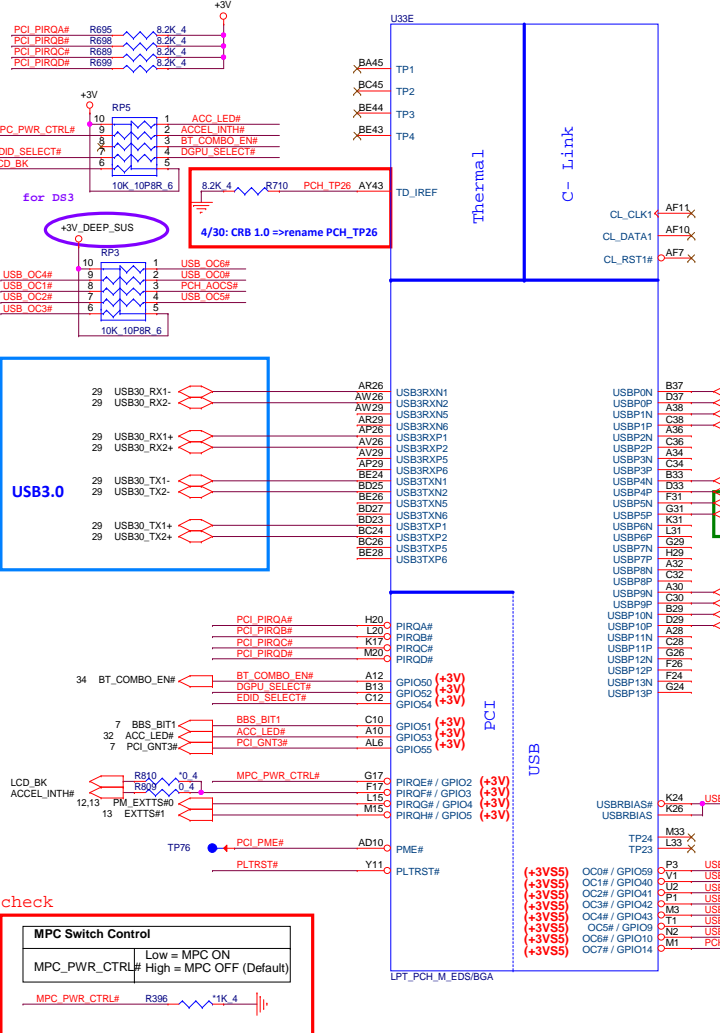 +3V
PCI_PIRQA# R695 8.2K_4
PCI_PIRQB# R698 8.2K_4
PCI_PIRQC# R689 8.2K_4
PCI_PIRQD# R699 8.2K_4
+3V
RP5
10 1 ACC_LED#
PC_PWR_CTRL# 9 2 ACCEL_INTH#
8 3 BT_COMBO_EN#
DID_SELECT# 7 4 DGPU_SELECT#
CD_BK 6 5
10K_10P8R_6
for DS3
+3V_DEEP_SUS
RP3
10 1 USB_OC6#
USB_OC4# 9 2 USB_OC0#
USB_OC1# 8 3 PCH_AOCS#
USB_OC2# 7 4 USB_OC5#
USB_OC3# 6 5
10K_10P8R_6
8.2K_4 R710 PCH_TP26 AY43 TD_IREF
4/30: CRB 1.0 =>rename PCH_TP26
U33E
BA45 TP1
BC45 TP2
BE44 TP3
BE43 TP4
Thermal
C- Link
CL_CLK1 AF11
CL_DATA1 AF10
CL_RST1# AF7
USB3.0
29 USB30_RX1- AR26 USB3RXN1
29 USB30_RX2- AW26 USB3RXN2
AW29 USB3RXN5
AR29 USB3RXN6
29 USB30_RX1+ AP26 USB3RXP1
29 USB30_RX2+ AV26 USB3RXP2
AV29 USB3RXP5
AP29 USB3RXP6
29 USB30_TX1- BE24 USB3TXN1
29 USB30_TX2- BD25 USB3TXN2
BE26 USB3TXN5
BD27 USB3TXN6
29 USB30_TX1+ BD23 USB3TXP1
29 USB30_TX2+ BC24 USB3TXP2
BC26 USB3TXP5
BE28 USB3TXP6
USBP0N B37
USBP0P D37
USBP1N A38
USBP1P C38
USBP2N A36
USBP2P C36
USBP3N A34
USBP3P C34
USBP4N B33
USBP4P D33
USBP5N F31
USBP5P G31
USBP6N K31
USBP6P L31
USBP7N G29
USBP7P H29
USBP8N A32
USBP8P C32
USBP9N A30
USBP9P C30
USBP10N B29
USBP10P D29
USBP11N A28
USBP11P C28
USBP12N G26
USBP12P F26
USBP13N F24
USBP13P G24
PCI_PIRQA# H20 PIRQA#
PCI_PIRQB# L20 PIRQB#
PCI_PIRQC# K17 PIRQC#
PCI_PIRQD# M20 PIRQD#
34 BT_COMBO_EN# BT_COMBO_EN# A12 GPIO50 (+3V)
DGPU_SELECT# B13 GPIO52 (+3V)
EDID_SELECT# C12 GPIO54 (+3V)
7 BBS_BIT1 BBS_BIT1 C10 GPIO51 (+3V)
32 ACC_LED# ACC_LED# A10 GPIO53 (+3V)
7 PCI_GNT3# PCI_GNT3# AL6 GPIO55 (+3V)
PCI
USB
LCD_BK R810 *0_4 MPC_PWR_CTRL# G17 PIRQE# / GPIO2 (+3V)
ACCEL_INTH# R809 0_4 F17 PIRQF# / GPIO3 (+3V)
12,13 PM_EXTTS#0 L15 PIRQG# / GPIO4 (+3V)
13 EXTTS#1 M15 PIRQH# / GPIO5 (+3V)
TP76 PCI_PME# AD10 PME#
PLTRST# Y11 PLTRST#
USBRBIAS# K24 USB
USBRBIAS K26
TP24 M33
TP23 L33
(+3VS5) OC0# / GPIO59 P3 USB
(+3VS5) OC1# / GPIO40 V1 USB
(+3VS5) OC2# / GPIO41 U2 USB
(+3VS5) OC3# / GPIO42 P1 USB
(+3VS5) OC4# / GPIO43 M3 USB
(+3VS5) OC5# / GPIO9 T1 USB
(+3VS5) OC6# / GPIO10 N2 USB
(+3VS5) OC7# / GPIO14 M1 PCH
LPT_PCH_M_EDS/BGA
check
MPC Switch Control
MPC_PWR_CTRL# Low = MPC ON
High = MPC OFF (Default)
MPC_PWR_CTRL# R396 *1K_4